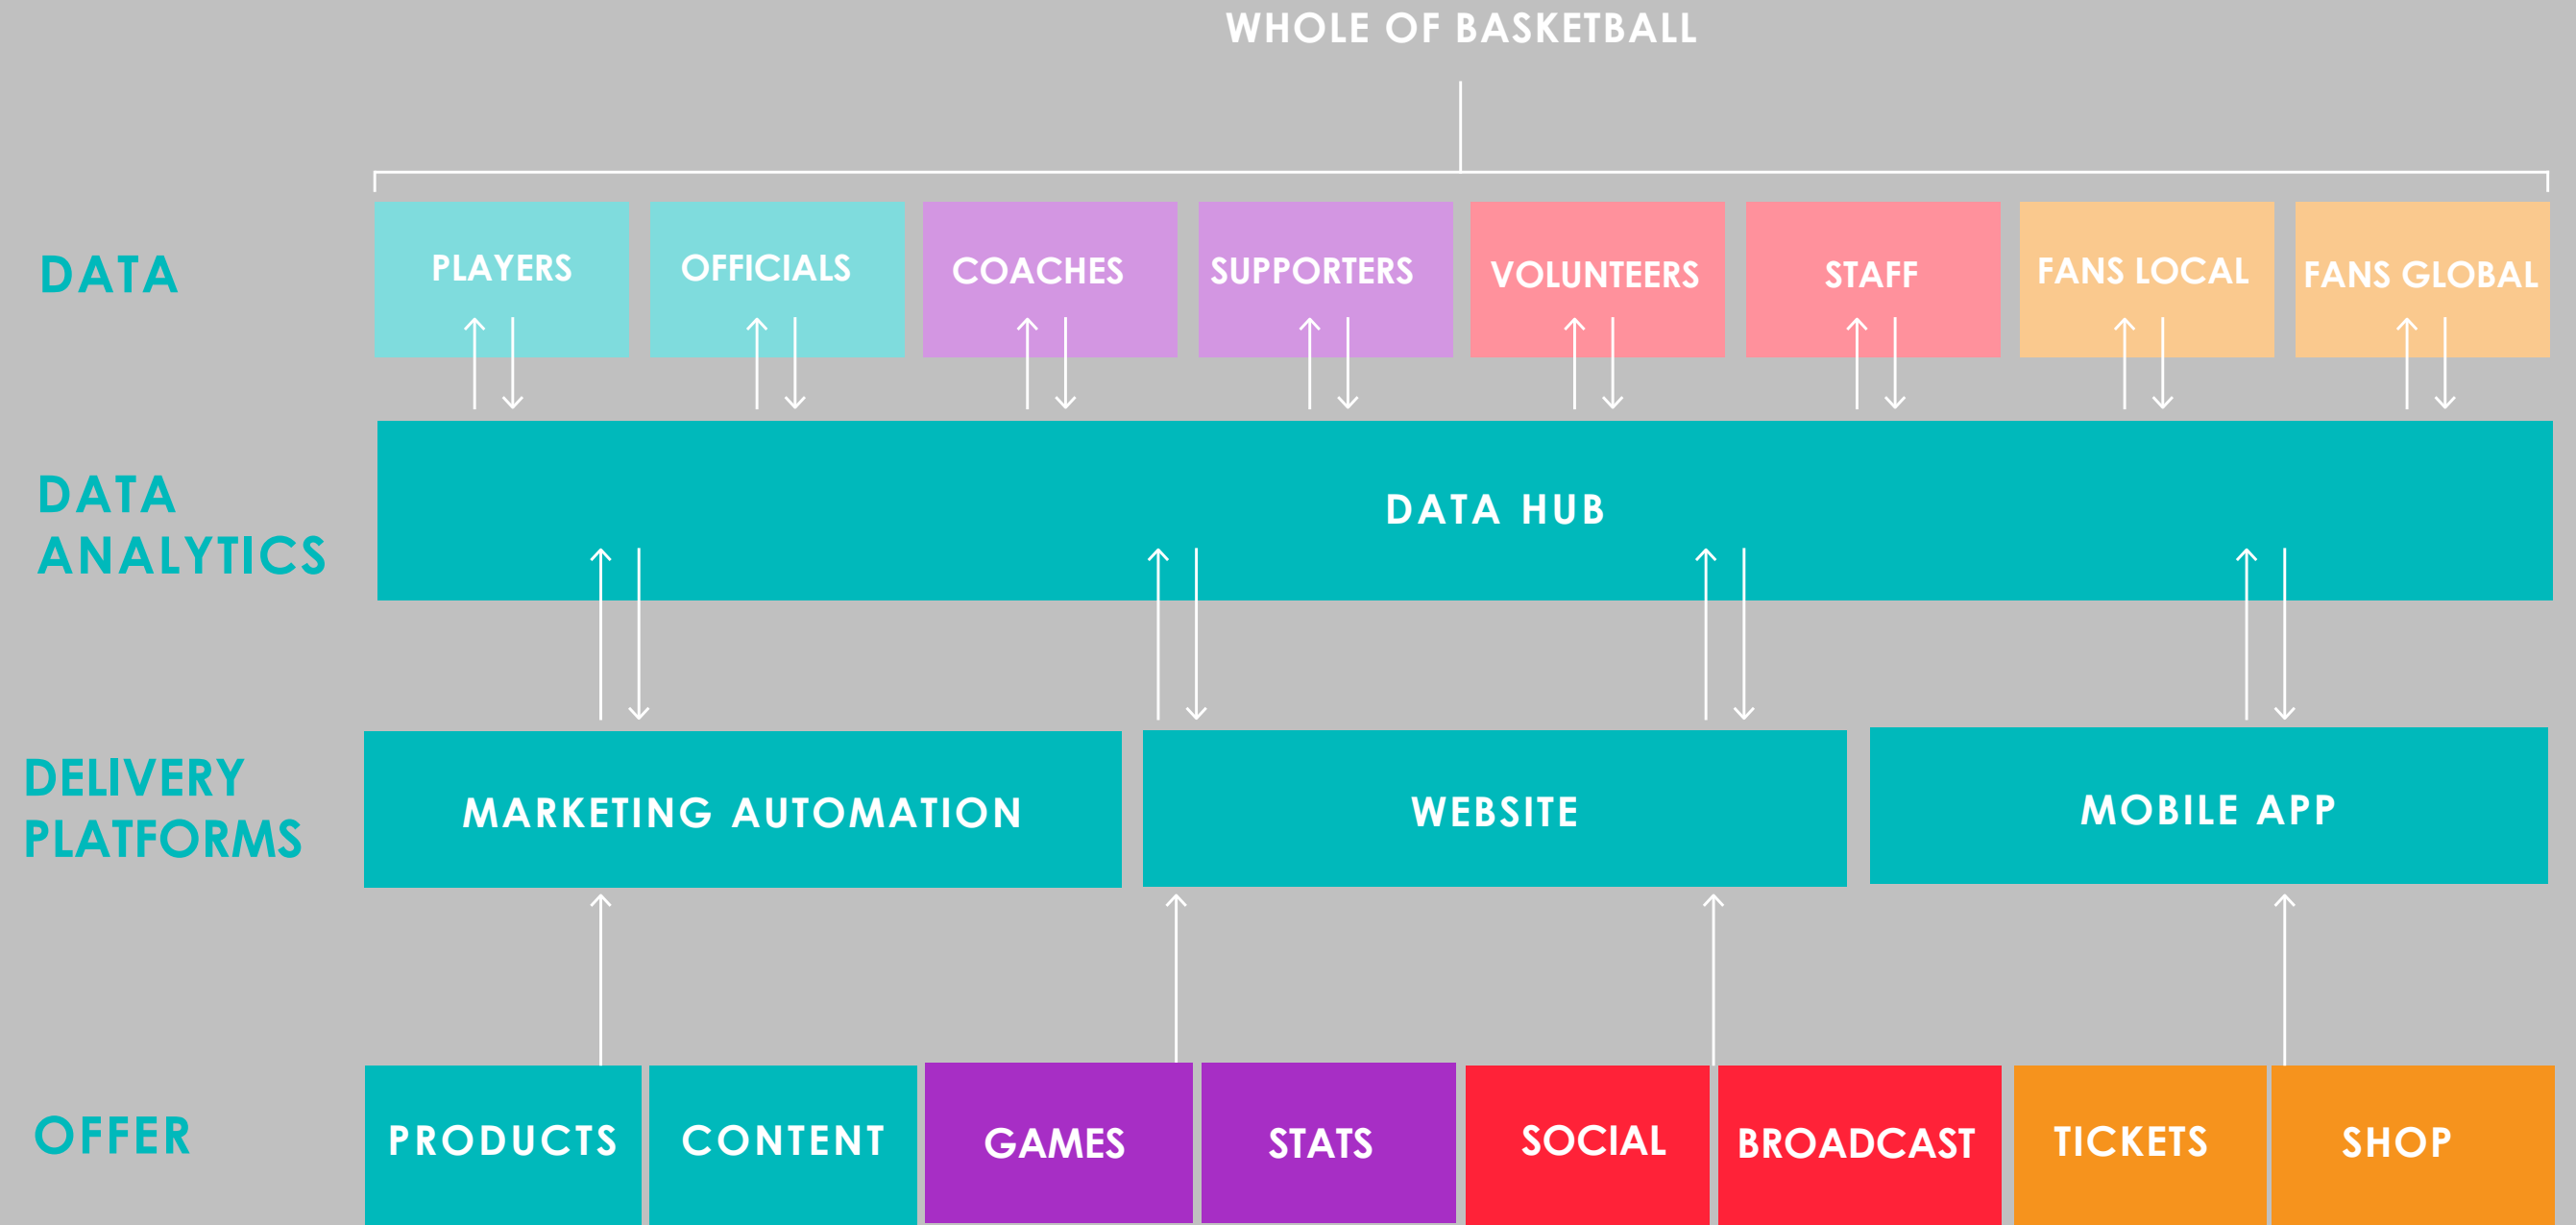 WHOLE OF BASKETBALL
DATA
PLAYERS
OFFICIALS
COACHES
SUPPORTERS
VOLUNTEERS
STAFF
FANS LOCAL
FANS GLOBAL
DATA
ANALYTICS
DATA HUB
DELIVERY
PLATFORMS
MARKETING AUTOMATION
WEBSITE
MOBILE APP
OFFER
PRODUCTS
CONTENT
GAMES
STATS
SOCIAL
BROADCAST
TICKETS
SHOP